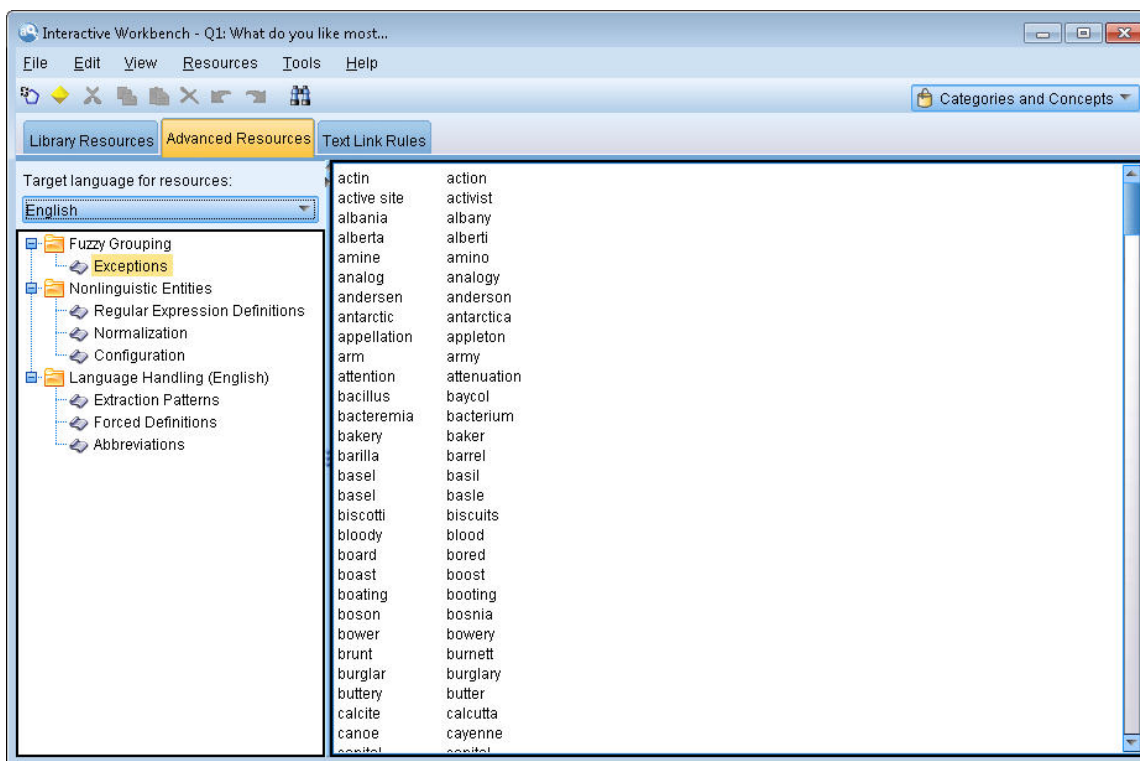 Interactive Workbench - Q1: What do you like most...
File Edit View Resources Tools Help
Categories and Concepts
Library Resources Advanced Resources Text Link Rules
Target language for resources:
English
Fuzzy Grouping
Exceptions
Nonlinguistic Entities
Regular Expression Definitions
Normalization
Configuration
Language Handling (English)
Extraction Patterns
Forced Definitions
Abbreviations
actin action
active site activist
albania albany
alberta alberti
amine amino
analog analogy
andersen anderson
antarctic antarctica
appellation appleton
arm army
attention attenuation
bacillus baycol
bacteremia bacterium
bakery baker
barilla barrel
basel basil
basel basle
biscotti biscuits
bloody blood
board bored
boast boost
boating booting
boson bosnia
bower bowery
brunt burnett
burglar burglary
buttery butter
calcite calcutta
canoe cayenne